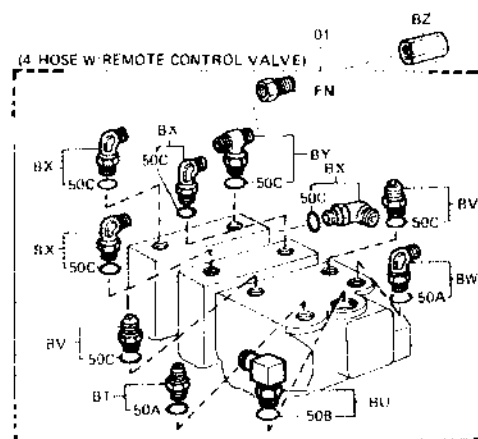 01
BZ
(4 HOSE W REMOTE CONTROL VALVE)
FN
BX
BX
50C
50C
BY
50C
BX
50C
BV
50C
BX
50C
BW
50A
BV
50C
BT
50A
50B
BU